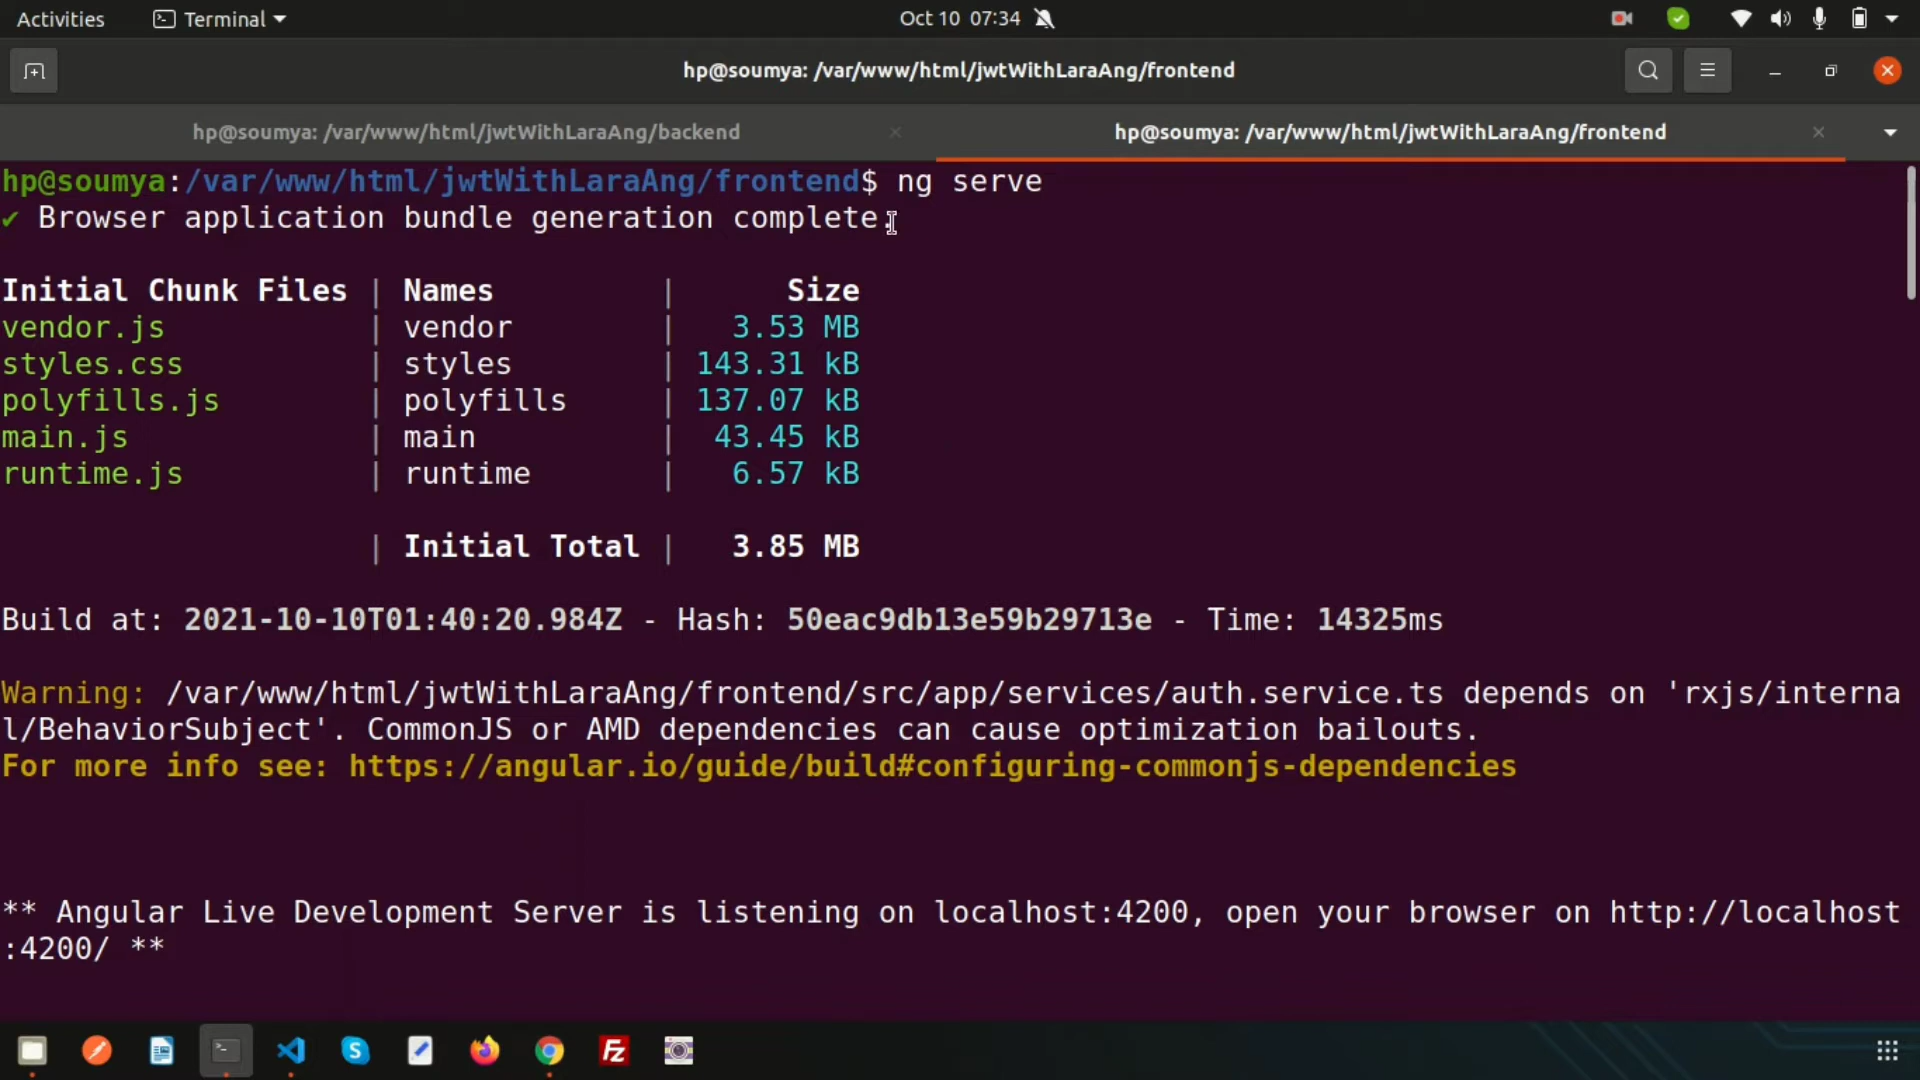 Activities Terminal Oct 10 07:34
hp@soumya: /var/www/html/jwtWithLaraAng/frontend
hp@soumya: /var/www/html/jwtWithLaraAng/backend hp@soumya: /var/www/html/jwtWithLaraAng/frontend
hp@soumya:/var/www/html/jwtWithLaraAng/frontend$ ng serve
✔ Browser application bundle generation complete.
Initial Chunk Files | Names | Size
vendor.js | vendor | 3.53 MB
styles.css | styles | 143.31 kB
polyfills.js | polyfills | 137.07 kB
main.js | main | 43.45 kB
runtime.js | runtime | 6.57 kB
| Initial Total | 3.85 MB
Build at: 2021-10-10T01:40:20.984Z - Hash: 50eac9db13e59b29713e - Time: 14325ms
Warning: /var/www/html/jwtWithLaraAng/frontend/src/app/services/auth.service.ts depends on 'rxjs/interna
l/BehaviorSubject'. CommonJS or AMD dependencies can cause optimization bailouts.
For more info see: https://angular.io/guide/build#configuring-commonjs-dependencies
** Angular Live Development Server is listening on localhost:4200, open your browser on http://localhost
:4200/ **